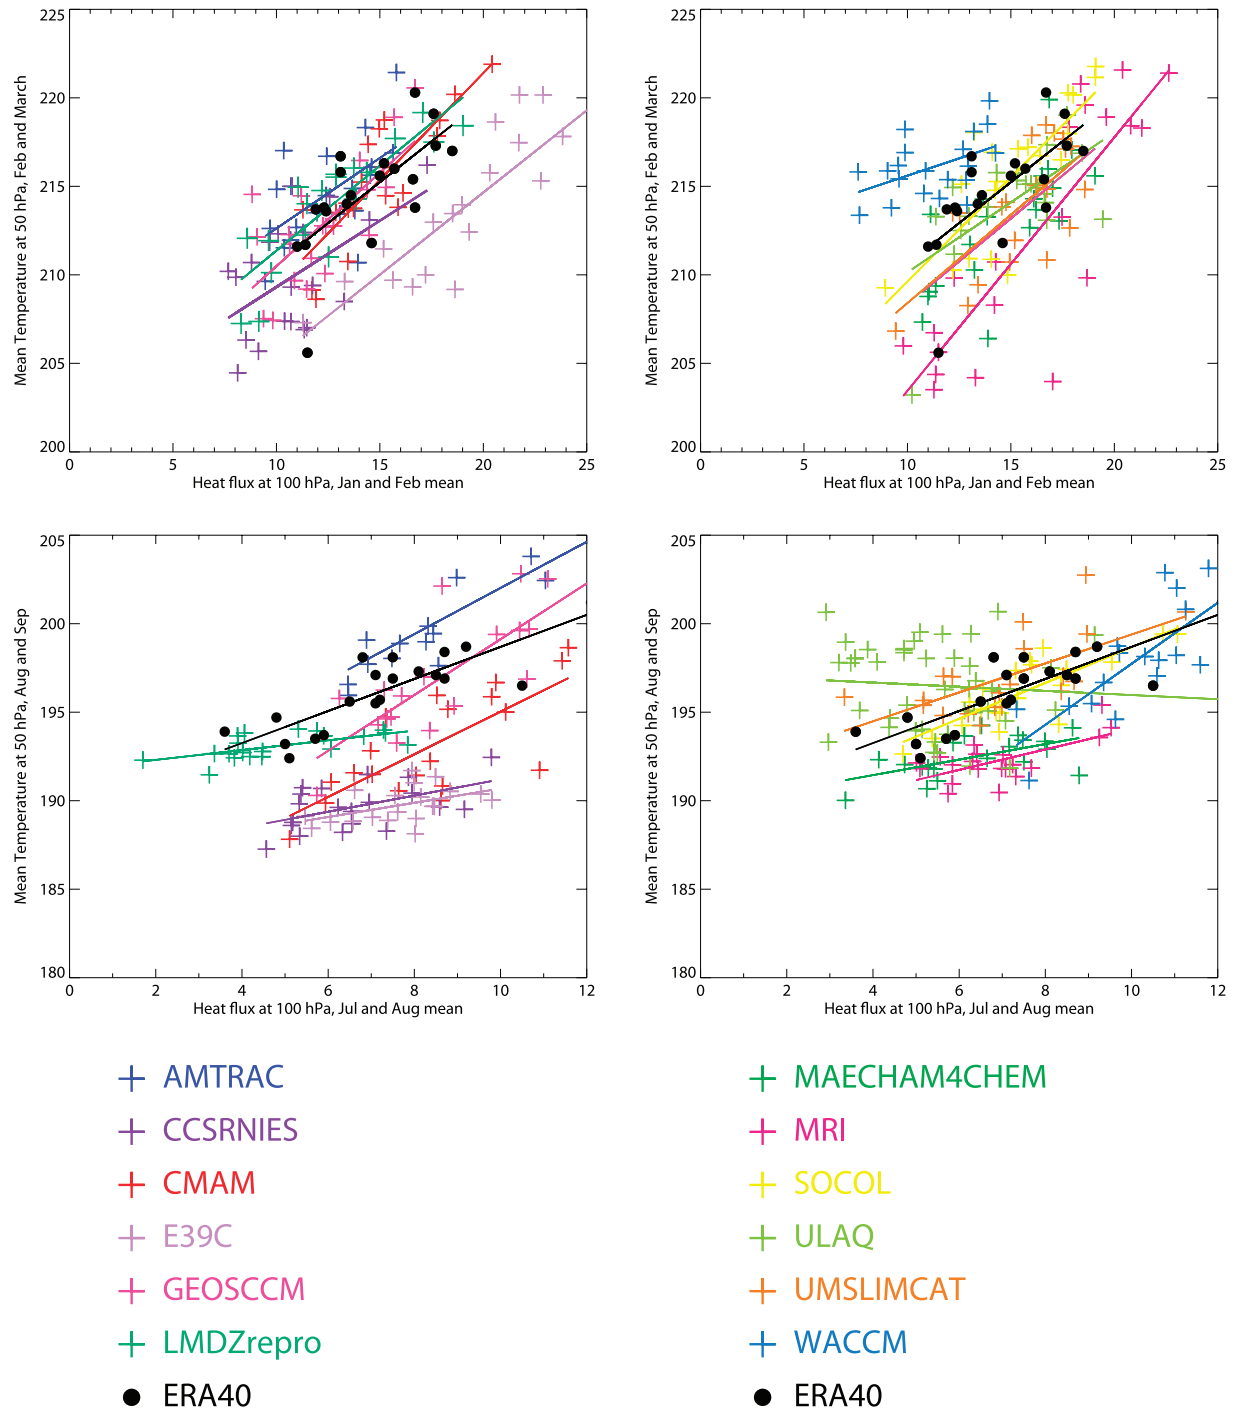 225
220
215
210
205
200
Mean Temperature at 50 hPa, Feb and March
0 5 10 15 20 25
Heat flux at 100 hPa, Jan and Feb mean
225
220
215
210
205
200
Mean Temperature at 50 hPa, Feb and March
0 5 10 15 20 25
Heat flux at 100 hPa, Jan and Feb mean
205
200
195
190
185
180
Mean Temperature at 50 hPa, Aug and Sep
0 2 4 6 8 10 12
Heat flux at 100 hPa, Jul and Aug mean
205
200
195
190
185
180
Mean Temperature at 50 hPa, Aug and Sep
0 2 4 6 8 10 12
Heat flux at 100 hPa, Jul and Aug mean
AMTRAC
CCSRNIES
CMAM
E39C
GEOSCCM
LMDZrepro
ERA40
MAECHAM4CHEM
MRI
SOCOL
ULAQ
UMSLIMCAT
WACCM
ERA40